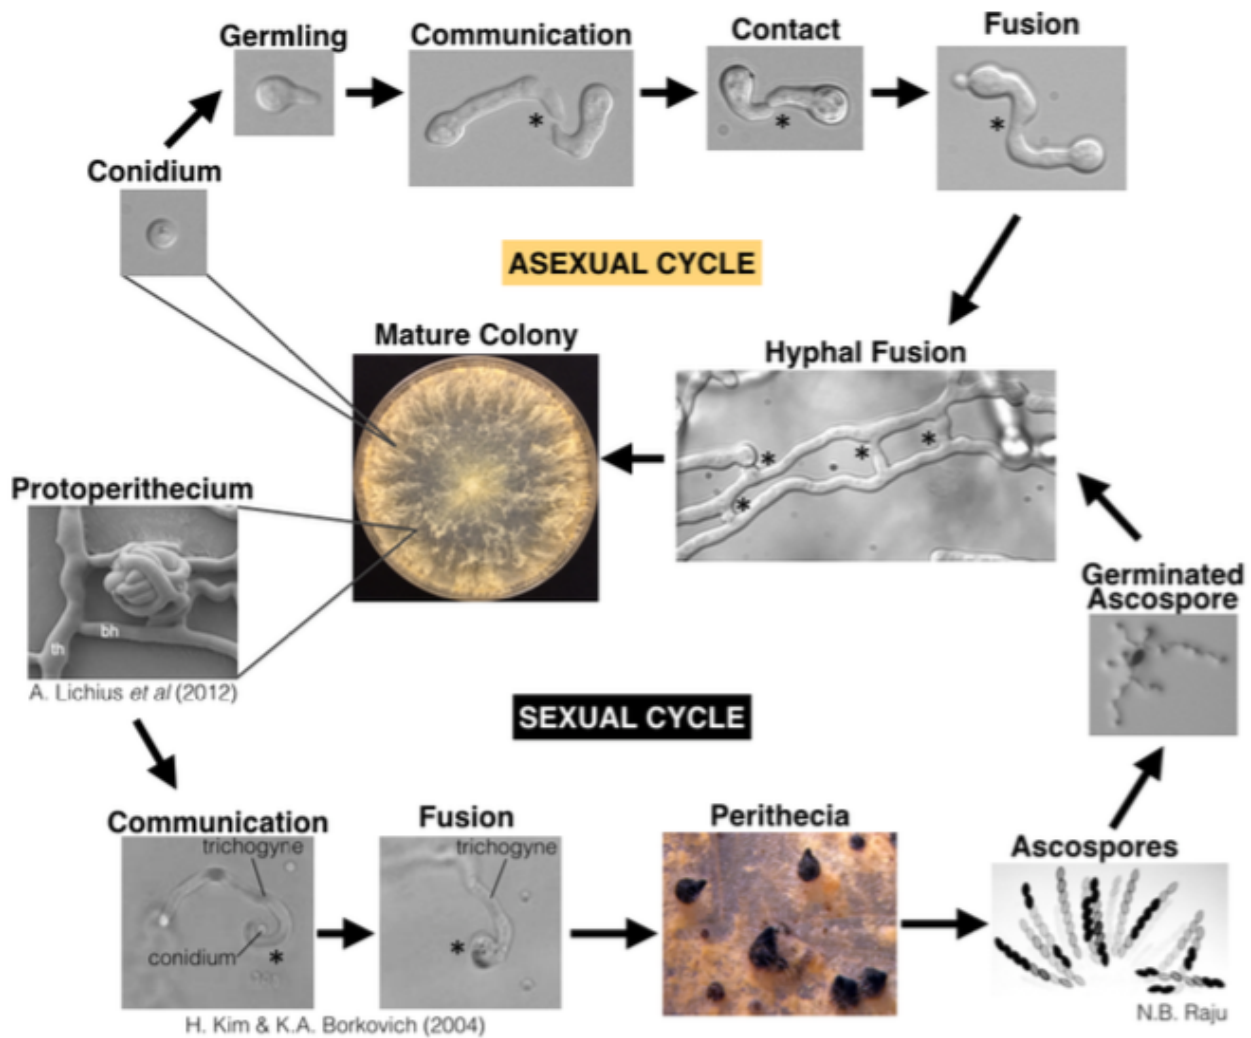 Germling
Communication
Contact
Fusion
*
*
*
Conidium
ASEXUAL CYCLE
Mature Colony
Hyphal Fusion
*
*
*
*
Protoperithecium
bh
th
A. Lichius et al (2012)
Germinated
Ascospore
SEXUAL CYCLE
Communication
trichogyne
conidium
*
Fusion
trichogyne
*
H. Kim & K.A. Borkovich (2004)
Perithecia
Ascospores
N.B. Raju